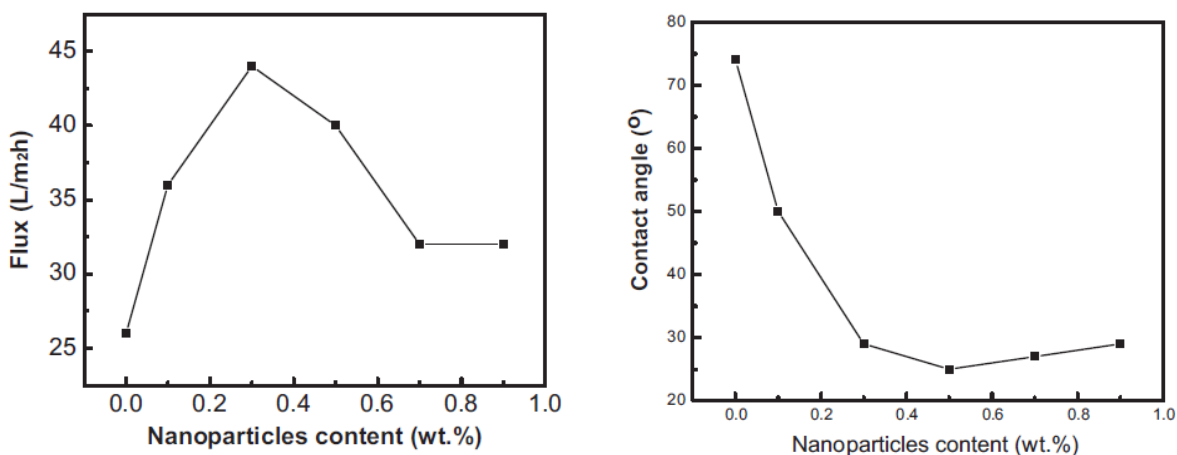 Flux (L/m2h)
45
40
35
30
25
0.0 0.2 0.4 0.6 0.8 1.0
Nanoparticles content (wt.%)
Contact angle (º)
80
70
60
50
40
30
20
0.0 0.2 0.4 0.6 0.8 1.0
Nanoparticles content (wt.%)